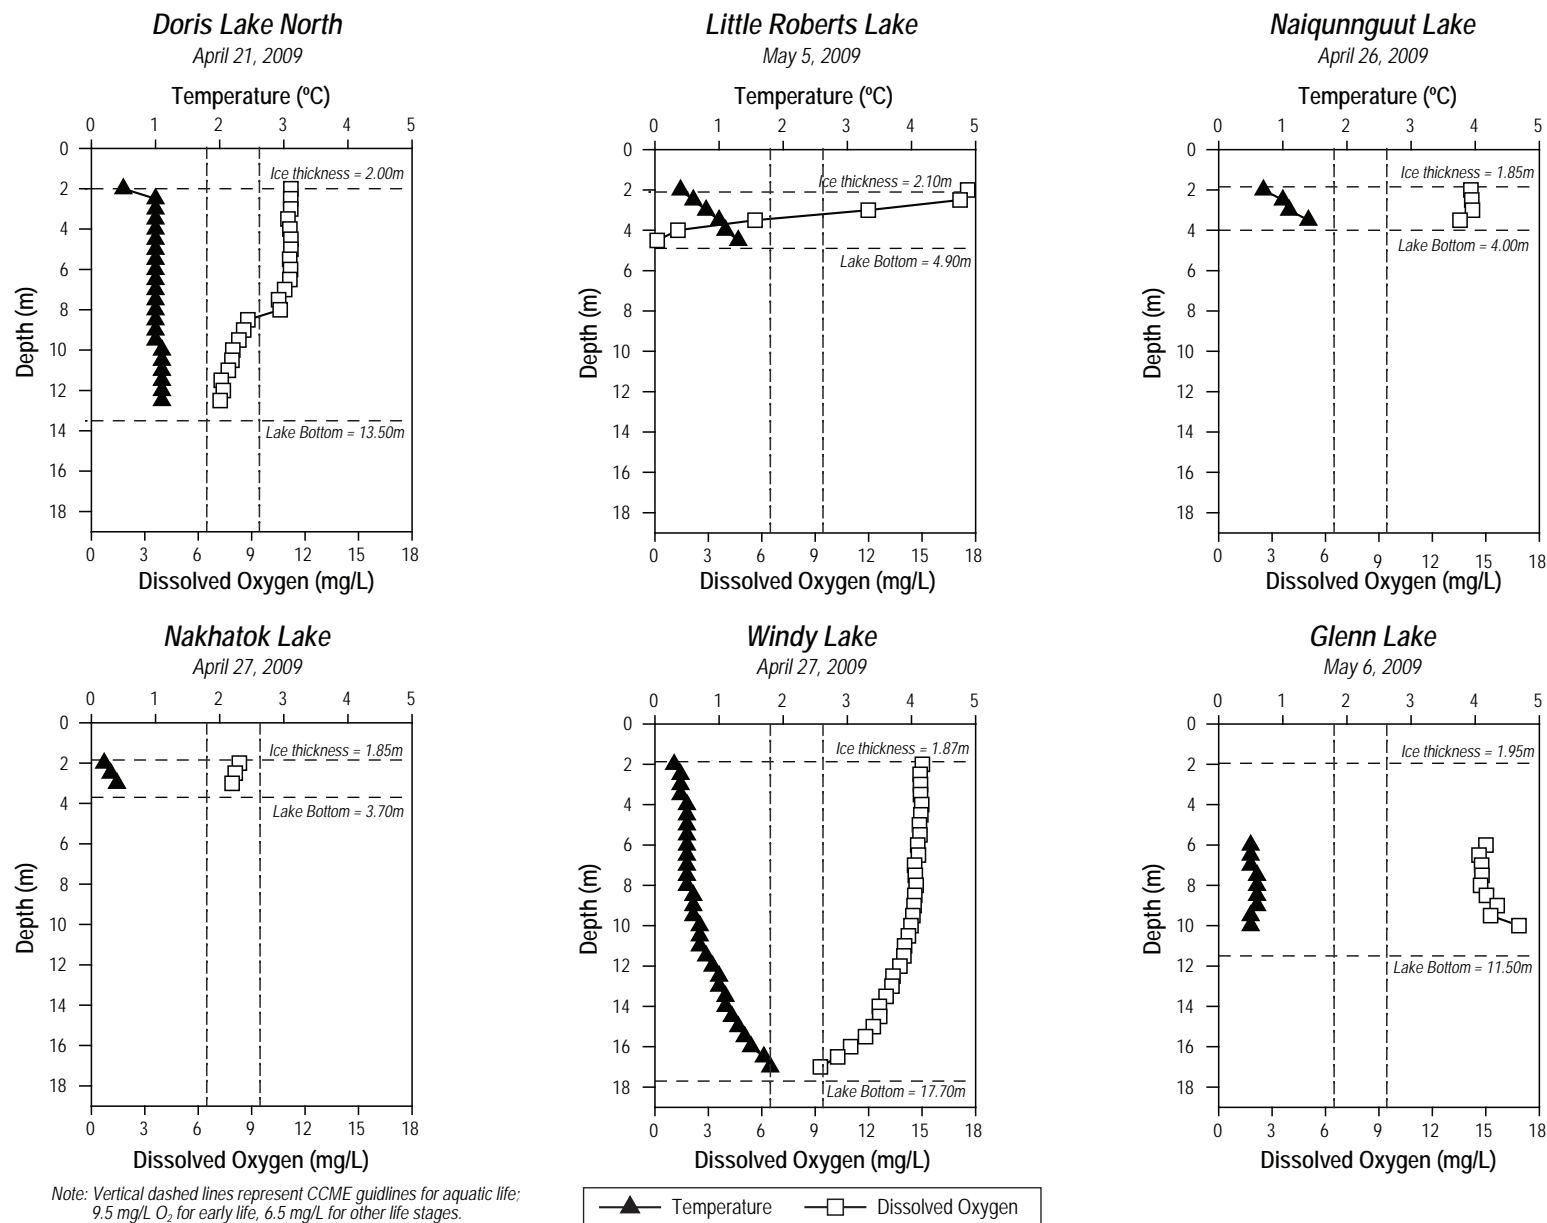 Doris Lake North
April 21, 2009
Temperature (ºC)
0 1 2 3 4 5
0
2
4
6
8
10
12
14
16
18
Depth (m)
Ice thickness = 2.00m
Lake Bottom = 13.50m
0 3 6 9 12 15 18
Dissolved Oxygen (mg/L)
Little Roberts Lake
May 5, 2009
Temperature (ºC)
0 1 2 3 4 5
0
2
4
6
8
10
12
14
16
18
Depth (m)
Ice thickness = 2.10m
Lake Bottom = 4.90m
0 3 6 9 12 15 18
Dissolved Oxygen (mg/L)
Naiqunnguut Lake
April 26, 2009
Temperature (ºC)
0 1 2 3 4 5
0
2
4
6
8
10
12
14
16
18
Depth (m)
Ice thickness = 1.85m
Lake Bottom = 4.00m
0 3 6 9 12 15 18
Dissolved Oxygen (mg/L)
Nakhatok Lake
April 27, 2009
0 1 2 3 4 5
0
2
4
6
8
10
12
14
16
18
Depth (m)
Ice thickness = 1.85m
Lake Bottom = 3.70m
0 3 6 9 12 15 18
Dissolved Oxygen (mg/L)
Windy Lake
April 27, 2009
0 1 2 3 4 5
0
2
4
6
8
10
12
14
16
18
Depth (m)
Ice thickness = 1.87m
Lake Bottom = 17.70m
0 3 6 9 12 15 18
Dissolved Oxygen (mg/L)
Glenn Lake
May 6, 2009
0 1 2 3 4 5
0
2
4
6
8
10
12
14
16
18
Depth (m)
Ice thickness = 1.95m
Lake Bottom = 11.50m
0 3 6 9 12 15 18
Dissolved Oxygen (mg/L)
Note: Vertical dashed lines represent CCME guidlines for aquatic life;
9.5 mg/L O₂ for early life, 6.5 mg/L for other life stages.
Temperature Dissolved Oxygen